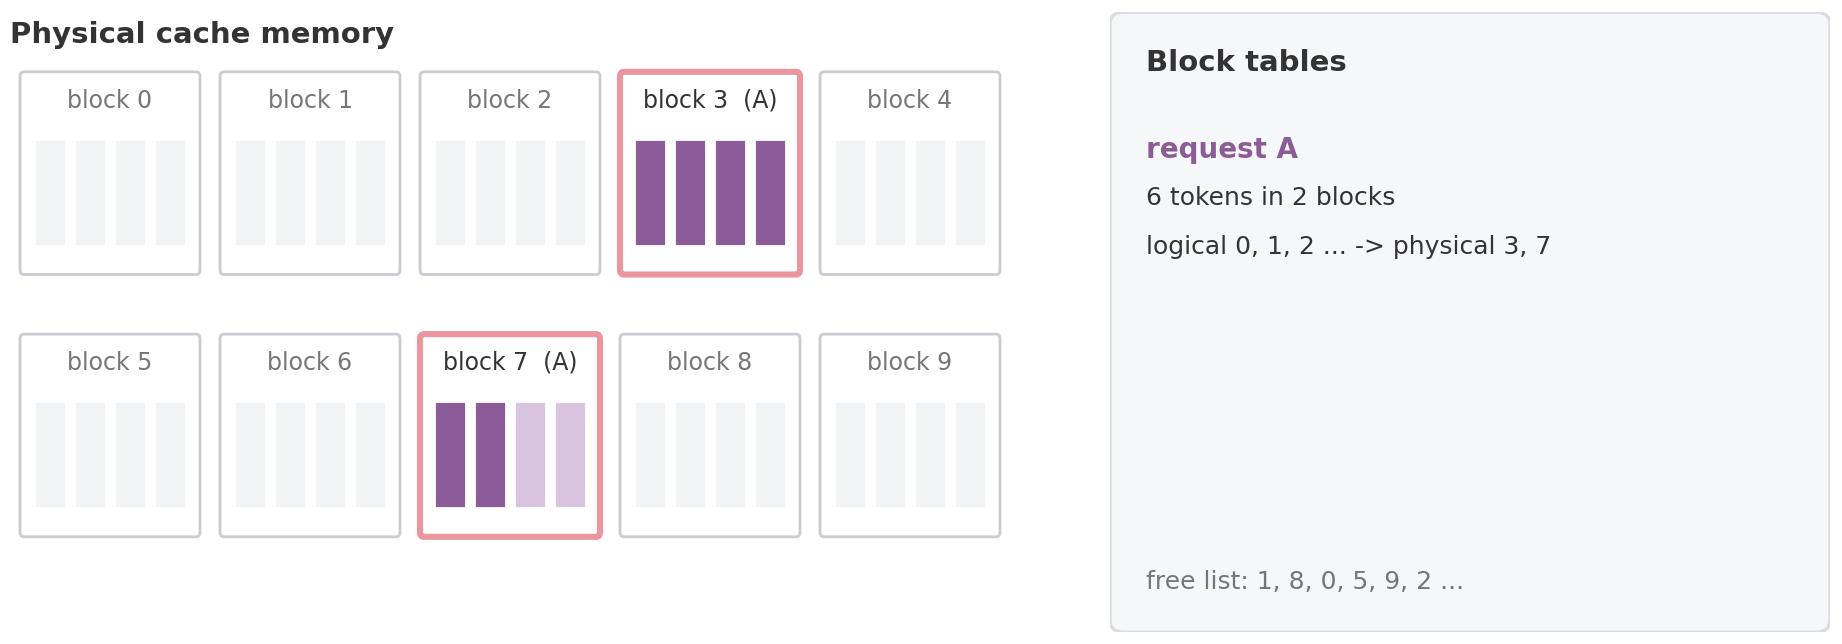 Physical cache memory
block 0
block 1
block 2
block 3  (A)
block 4
block 5
block 6
block 7  (A)
block 8
block 9
Block tables
request A
6 tokens in 2 blocks
logical 0, 1, 2 ... -> physical 3, 7
free list: 1, 8, 0, 5, 9, 2 ...